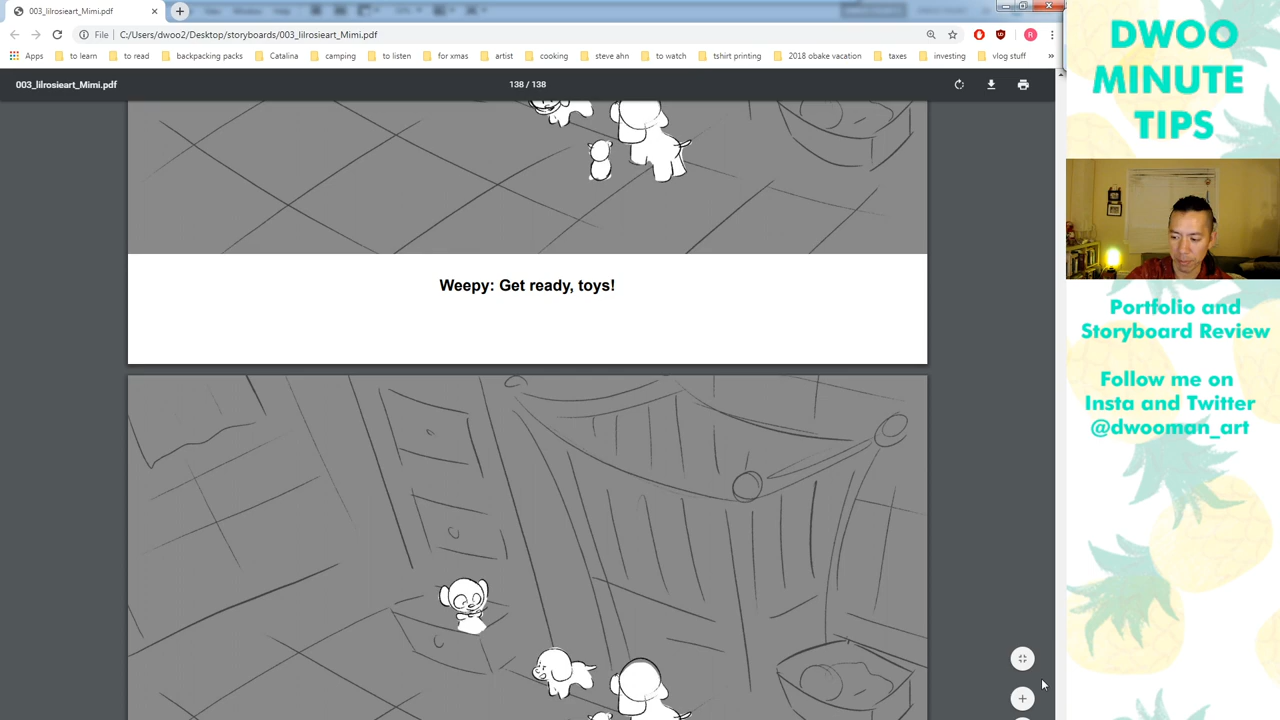 003_lilrosieart_Mimi.pdf
File
C:/Users/dwoo2/Desktop/storyboards/003_lilrosieart_Mimi.pdf
R
Apps
to learn
to read
backpacking packs
Catalina
camping
to listen
for xmas
artist
cooking
steve ahn
to watch
tshirt printing
2018 obake vacation
taxes
investing
vlog stuff
»
003_lilrosieart_Mimi.pdf
138 / 138
Weepy: Get ready, toys!
DWOO
MINUTE
TIPS
Portfolio and
Storyboard Review
Follow me on
Insta and Twitter
@dwooman_art